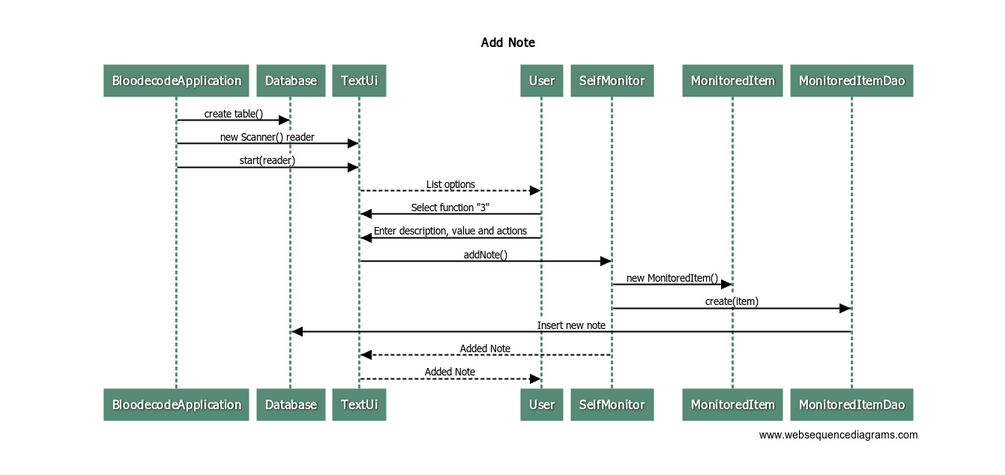 Add Note
BloodecodeApplication Database TextUi User SelfMonitor MonitoredItem MonitoredItemDao
create table()
new Scanner() reader
start(reader)
List options
Select function "3"
Enter description, value and actions
addNote()
new MonitoredItem()
create(item)
Insert new note
Added Note
Added Note
BloodecodeApplication Database TextUi User SelfMonitor MonitoredItem MonitoredItemDao
www.websequencediagrams.com